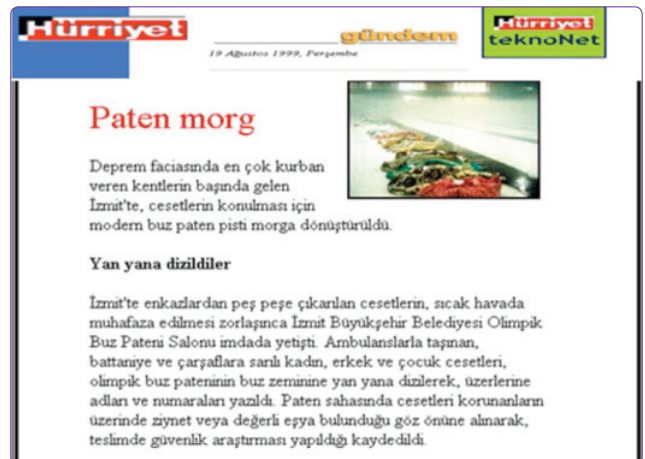 Hürriyet
gündem
19 Ağustos 1999, Perşembe
Hürriyet
teknoNet
Paten morg
Deprem faciasında en çok kurban
veren kentlerin başında gelen
İzmit'te, cesetlerin konulması için
modern buz paten pisti morga dönüştürüldü.
Yan yana dizildiler
İzmit'te enkazlardan peş peşe çıkarılan cesetlerin, sıcak havada
muhafaza edilmesi zorlaşınca İzmit Büyükşehir Belediyesi Olimpik
Buz Pateni Salonu imdada yetişti. Ambulanslarla taşınan,
battaniye ve çarşaflara sarılı kadın, erkek ve çocuk cesetleri,
olimpik buz pateninin buz zeminine yan yana dizilerek, üzerlerine
adları ve numaraları yazıldı. Paten sahasında cesetleri korunanların
üzerinde ziynet veya değerli eşya bulunduğu göz önüne alınarak,
teslimde güvenlik araştırması yapıldığı kaydedildi.